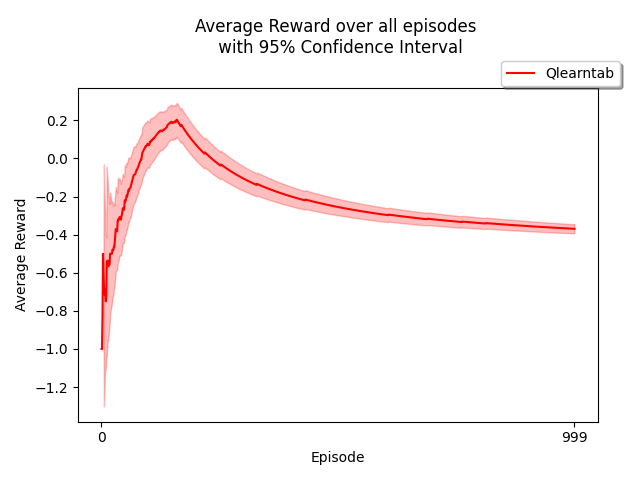 Average Reward over all episodes
with 95% Confidence Interval
Qlearntab
Average Reward
0.2
0.0
−0.2
−0.4
−0.6
−0.8
−1.0
−1.2
0
999
Episode